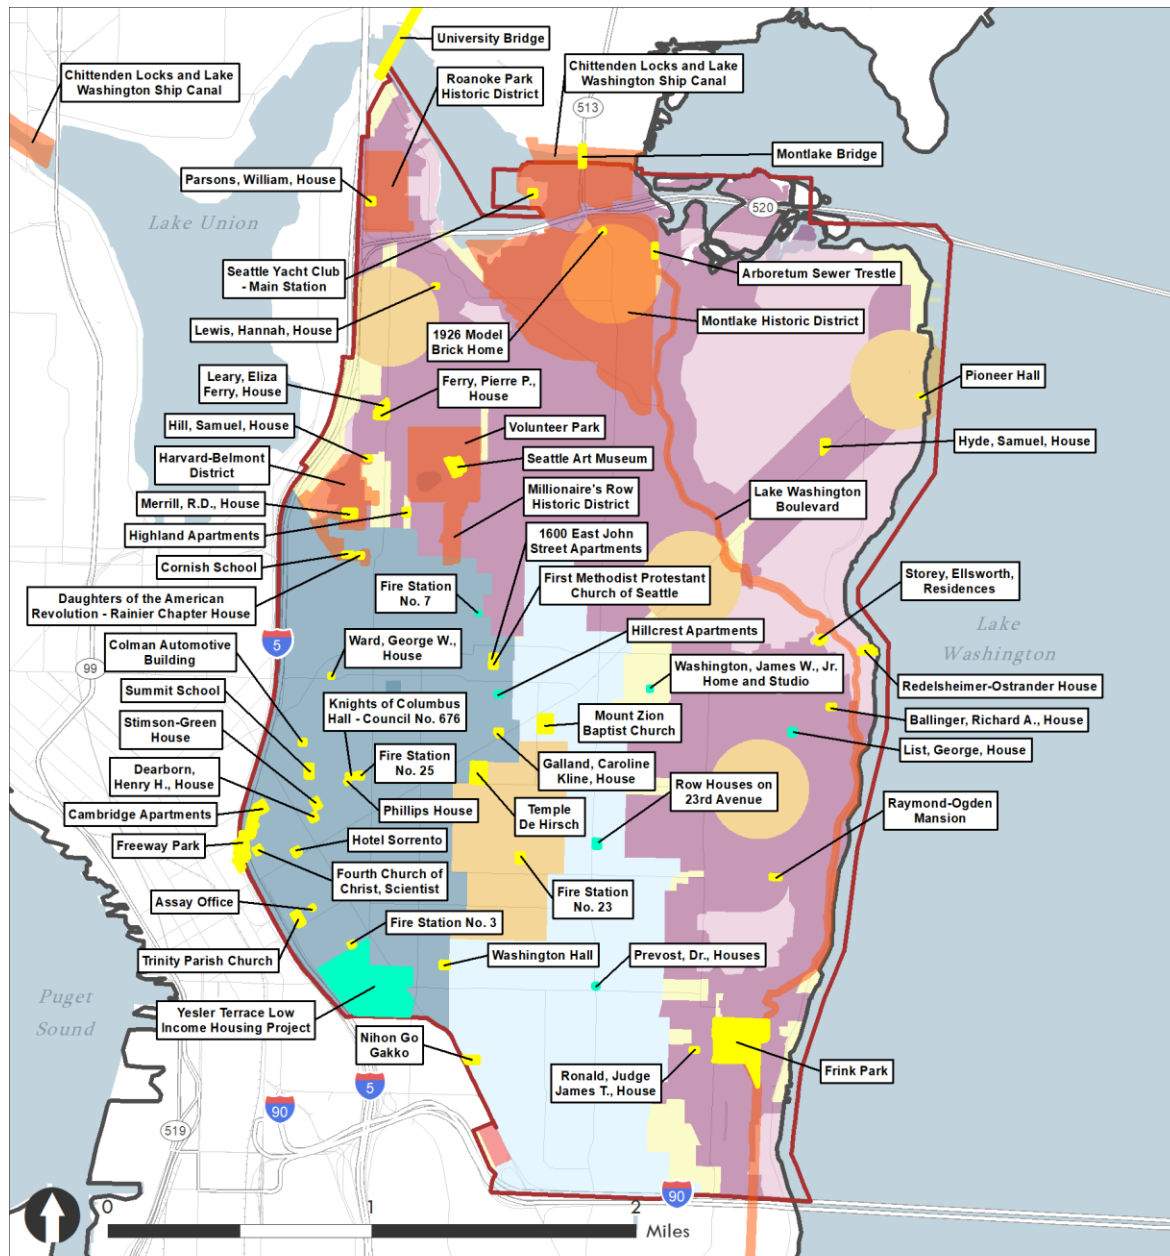 University Bridge
Chittenden Locks and Lake
Washington Ship Canal
Roanoke Park
Historic District
Chittenden Locks and Lake
Washington Ship Canal
513
Montlake Bridge
Parsons, William, House
520
Lake Union
Seattle Yacht Club
- Main Station
Arboretum Sewer Trestle
Lewis, Hannah, House
1926 Model
Brick Home
Montlake Historic District
Leary, Eliza
Ferry, House
Ferry, Pierre P.,
House
Pioneer Hall
Hill, Samuel, House
Volunteer Park
Hyde, Samuel, House
Harvard-Belmont
District
Seattle Art Museum
Merrill, R.D., House
Millionaire's Row
Historic District
Lake Washington
Boulevard
Highland Apartments
1600 East John
Street Apartments
Cornish School
First Methodist Protestant
Church of Seattle
Storey, Ellsworth,
Residences
Daughters of the American
Revolution - Rainier Chapter House
Fire Station
No. 7
Hillcrest Apartments
Lake
Washington
5
99
Colman Automotive
Building
Ward, George W.,
House
Washington, James W., Jr.
Home and Studio
Redelsheimer-Ostrander House
Summit School
Knights of Columbus
Hall - Council No. 676
Mount Zion
Baptist Church
Ballinger, Richard A., House
Stimson-Green
House
List, George, House
Fire Station
No. 25
Galland, Caroline
Kline, House
Dearborn,
Henry H., House
Row Houses on
23rd Avenue
Cambridge Apartments
Phillips House
Temple
De Hirsch
Raymond-Ogden
Mansion
Freeway Park
Hotel Sorrento
Fourth Church of
Christ, Scientist
Fire Station
No. 23
Assay Office
Fire Station No. 3
Trinity Parish Church
Washington Hall
Prevost, Dr., Houses
Puget
Sound
Yesler Terrace Low
Income Housing Project
Nihon Go
Gakko
Ronald, Judge
James T., House
Frink Park
5
90
519
90
0
1
2
Miles